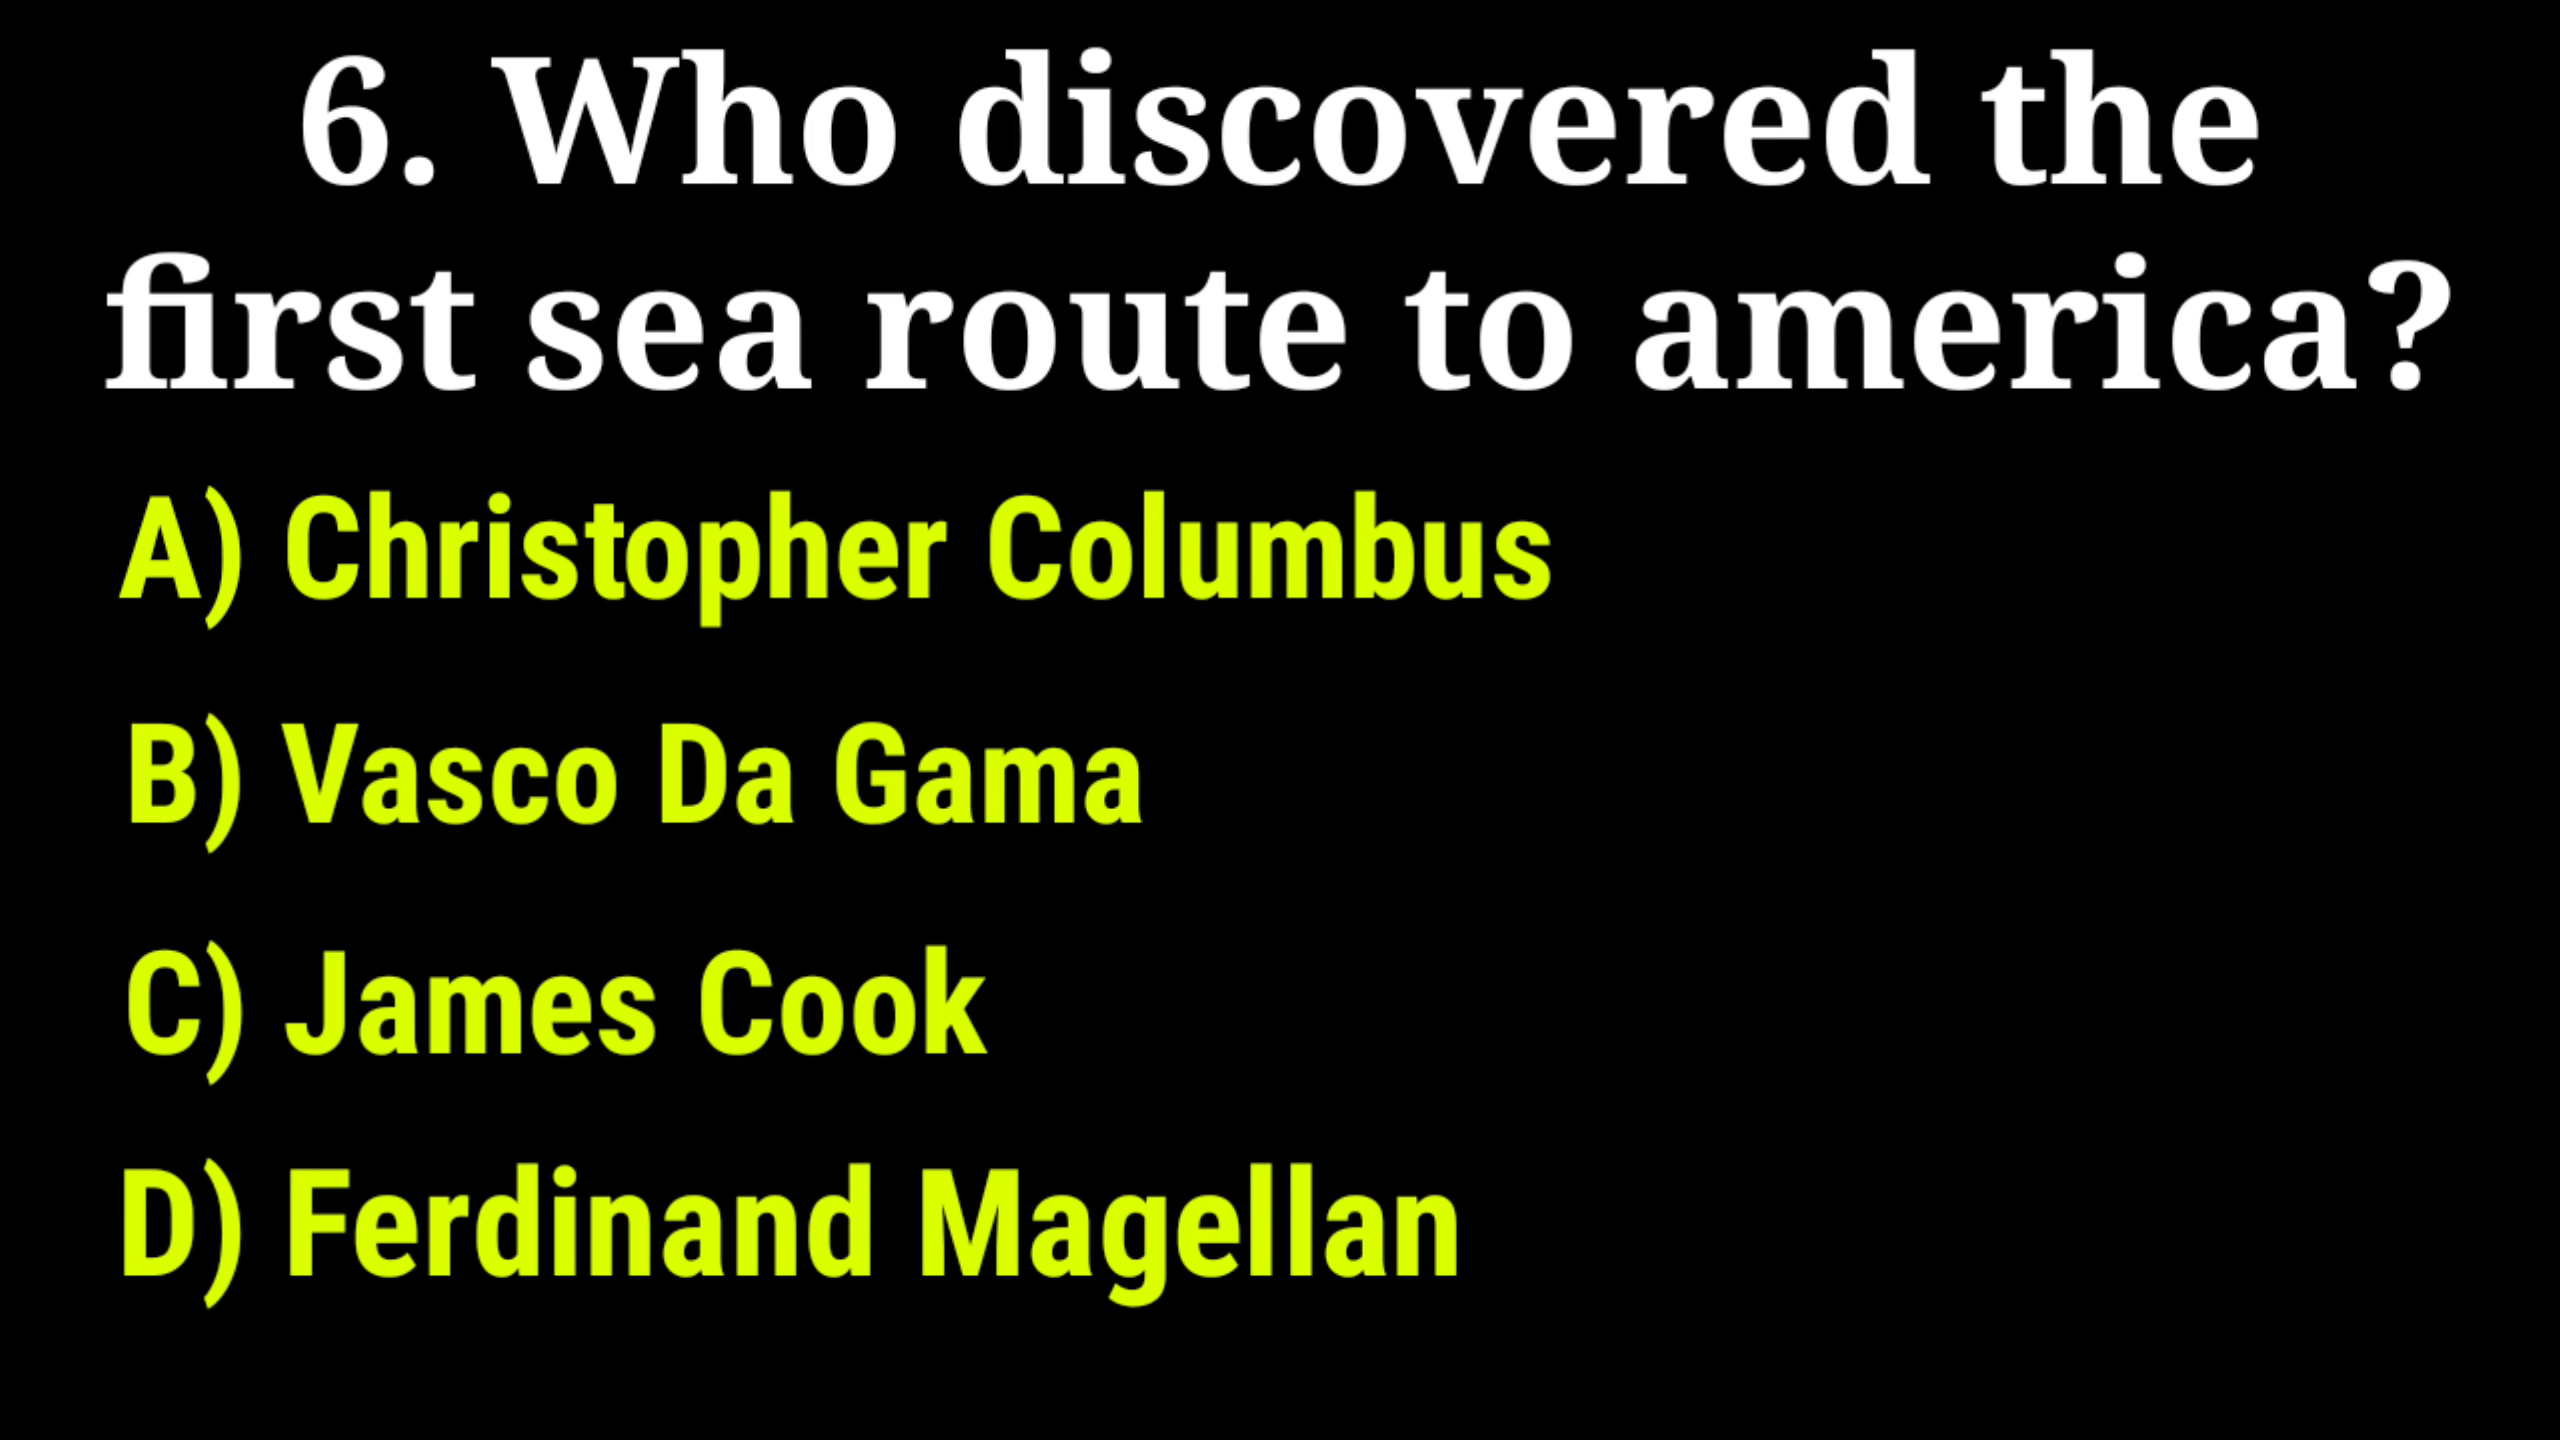 6. Who discovered the
first sea route to america?
A) Christopher Columbus
B) Vasco Da Gama
C) James Cook
D) Ferdinand Magellan